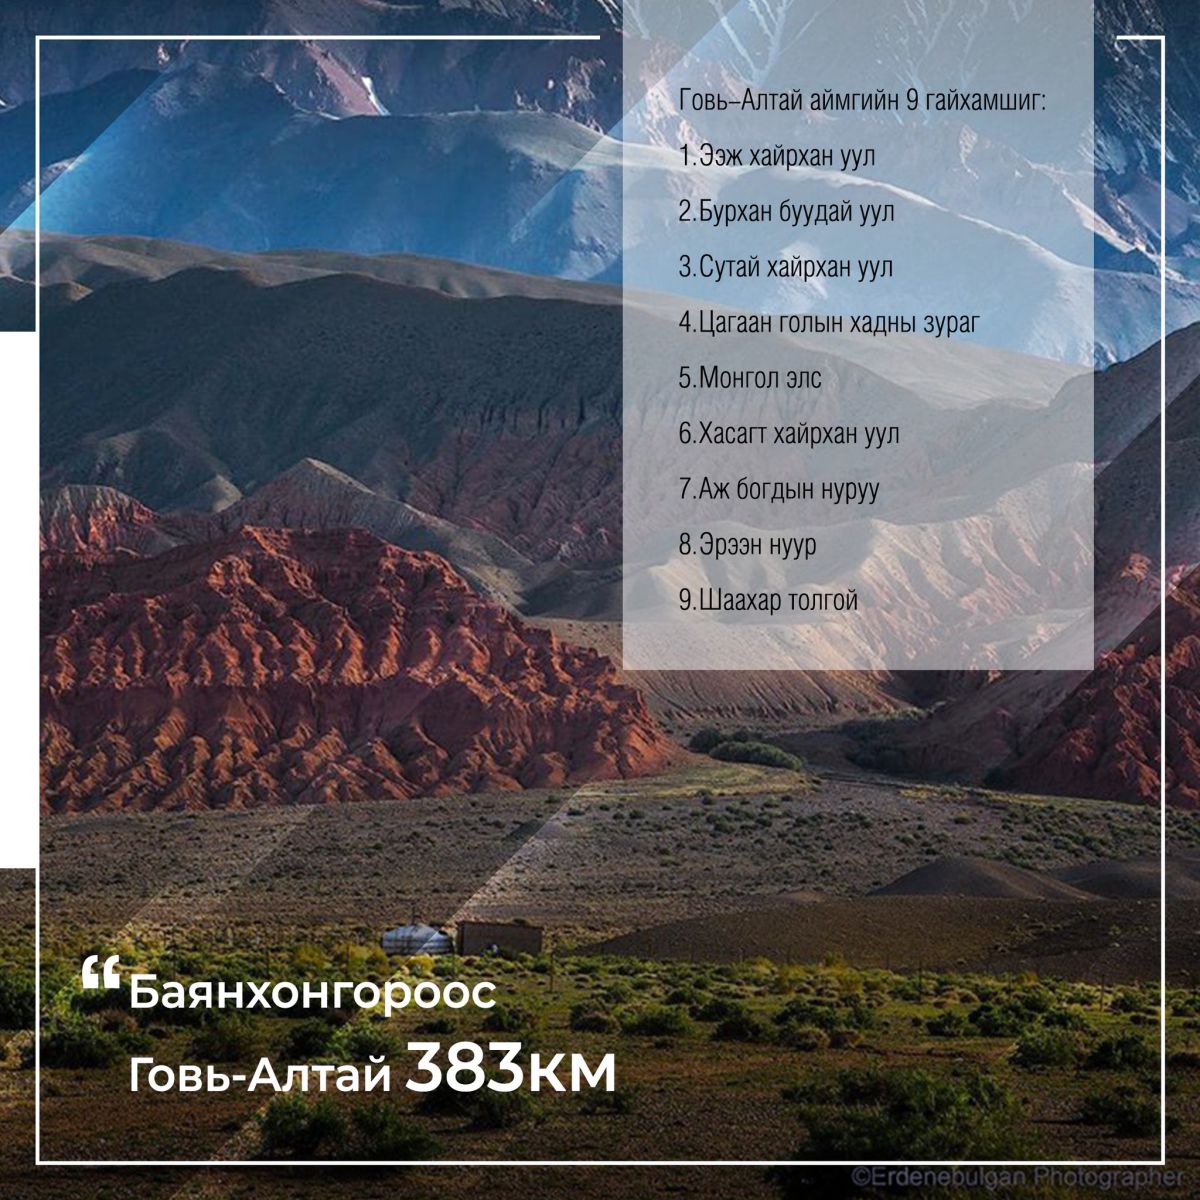 Говь–Алтай аймгийн 9 гайхамшиг:
1.Ээж хайрхан уул
2.Бурхан буудай уул
3.Сутай хайрхан уул
4.Цагаан голын хадны зураг
5.Монгол элс
6.Хасагт хайрхан уул
7.Аж богдын нуруу
8.Эрээн нуур
9.Шаахар толгой
“Баянхонгороос
Говь-Алтай 383км
©Erdenebulgan Photographer